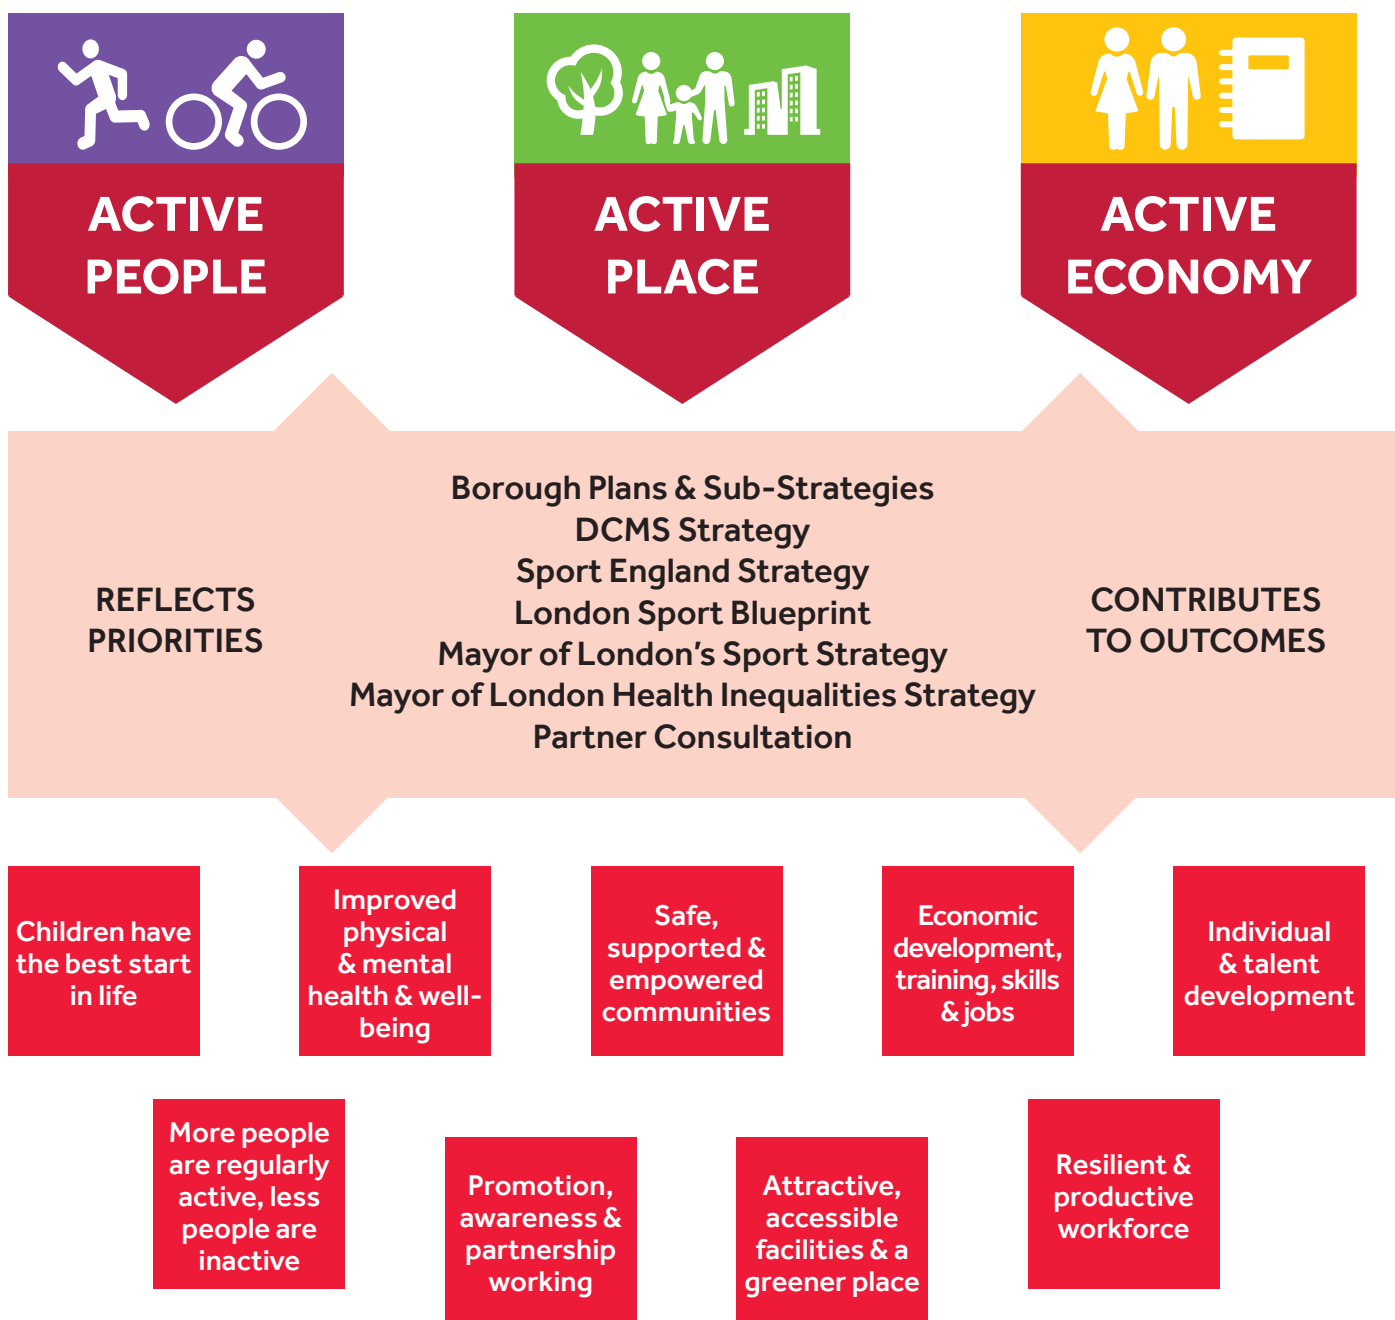 ACTIVE
PEOPLE
ACTIVE
PLACE
ACTIVE
ECONOMY
REFLECTS
PRIORITIES
Borough Plans & Sub-Strategies
DCMS Strategy
Sport England Strategy
London Sport Blueprint
Mayor of London’s Sport Strategy
Mayor of London Health Inequalities Strategy
Partner Consultation
CONTRIBUTES
TO OUTCOMES
Children have
the best start
in life
Improved
physical
& mental
health & well-
being
Safe,
supported &
empowered
communities
Economic
development,
training, skills
& jobs
Individual
& talent
development
More people
are regularly
active, less
people are
inactive
Promotion,
awareness &
partnership
working
Attractive,
accessible
facilities & a
greener place
Resilient &
productive
workforce